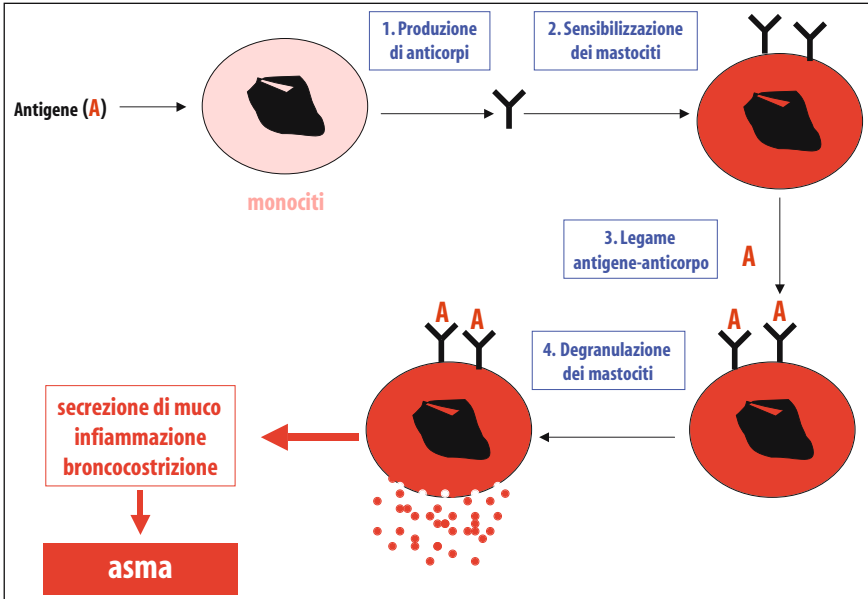 1. Produzione
di anticorpi
2. Sensibilizzazione
dei mastociti
Antigene (A)
monociti
3. Legame
antigene-anticorpo
A
A
A
A
A
4. Degranulazione
dei mastociti
secrezione di muco
infiammazione
broncocostrizione
asma